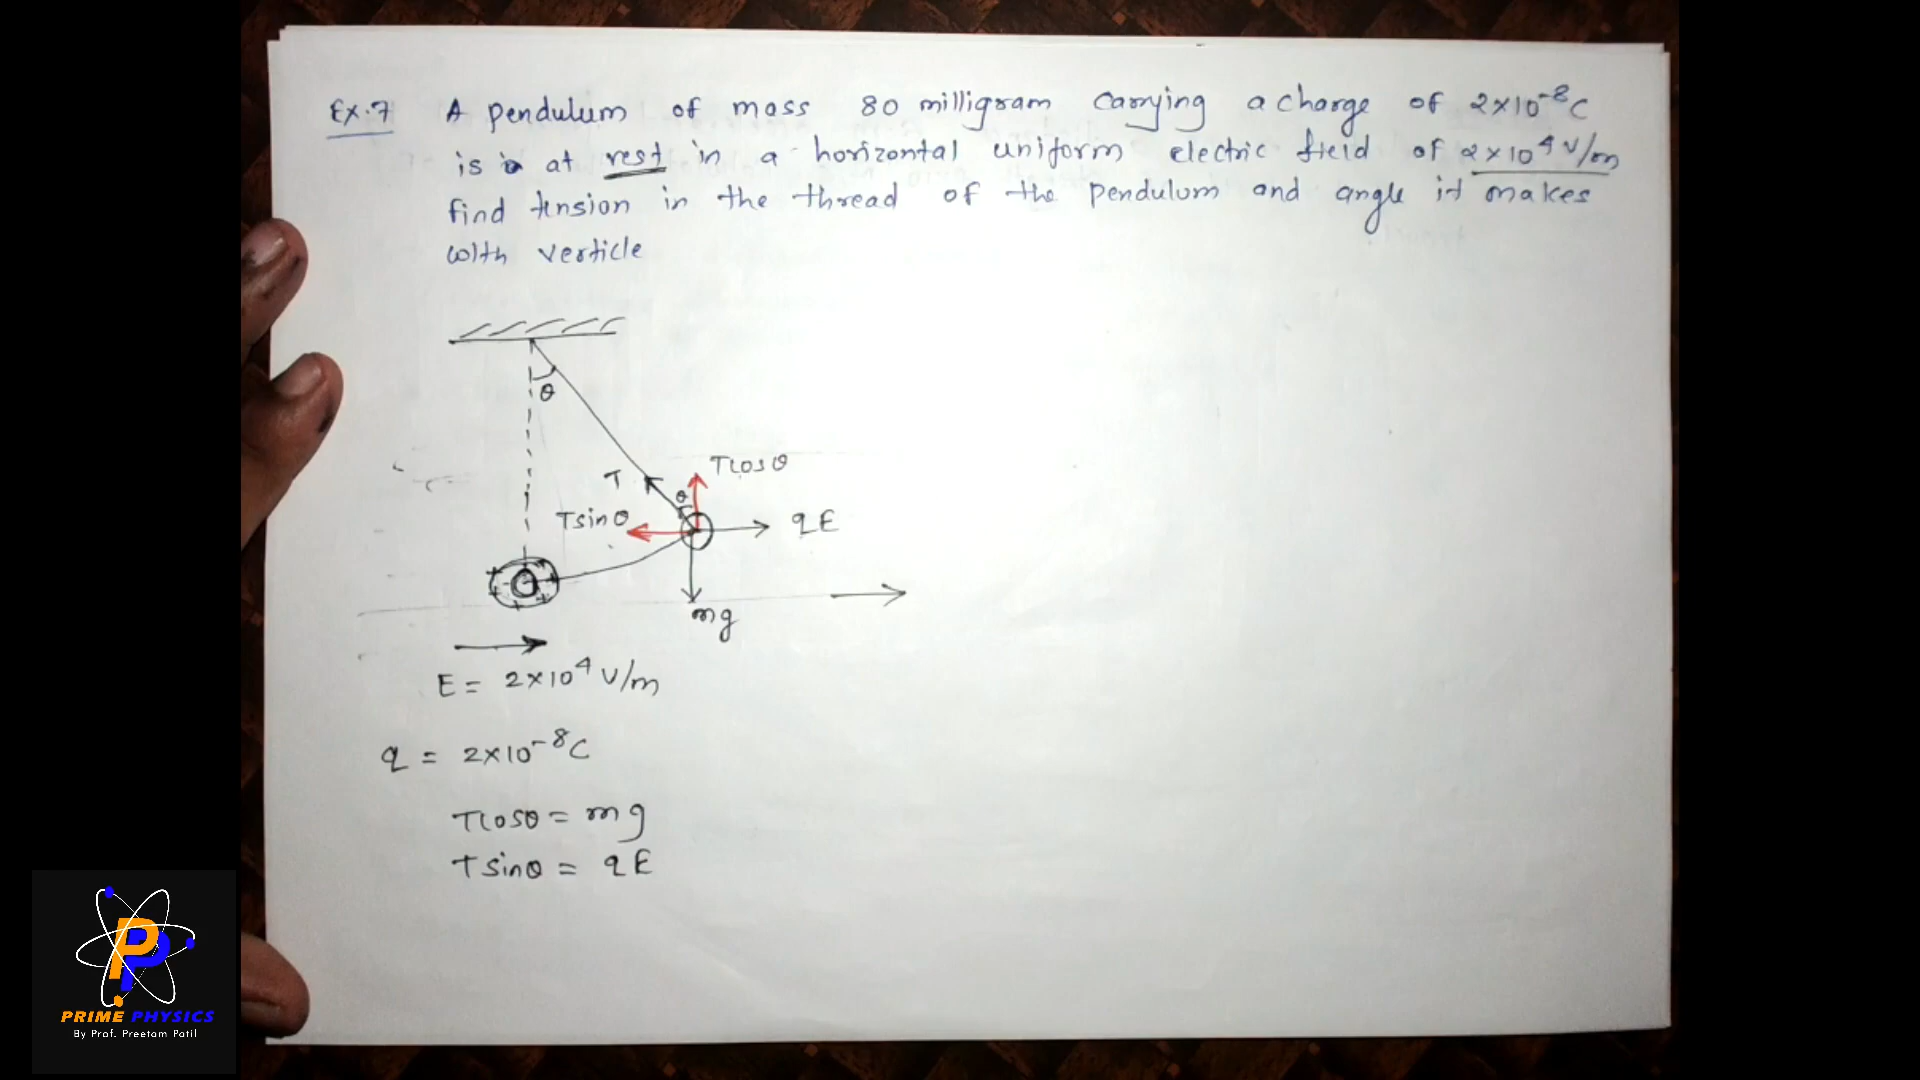 Ex.7 A pendulum of mass 80 milligram carrying a charge of 2×10⁻⁸C
is at rest in a horizontal uniform electric field of 2×10⁴ V/m
find tension in the thread of the pendulum and angle it makes
with verticle
θ
T
Tcosθ
θ
Tsinθ
qE
mg
E = 2×10⁴ V/m
q = 2×10⁻⁸C
Tcosθ = mg
Tsinθ = qE
PRIME PHYSICS
By Prof. Preetam Patil